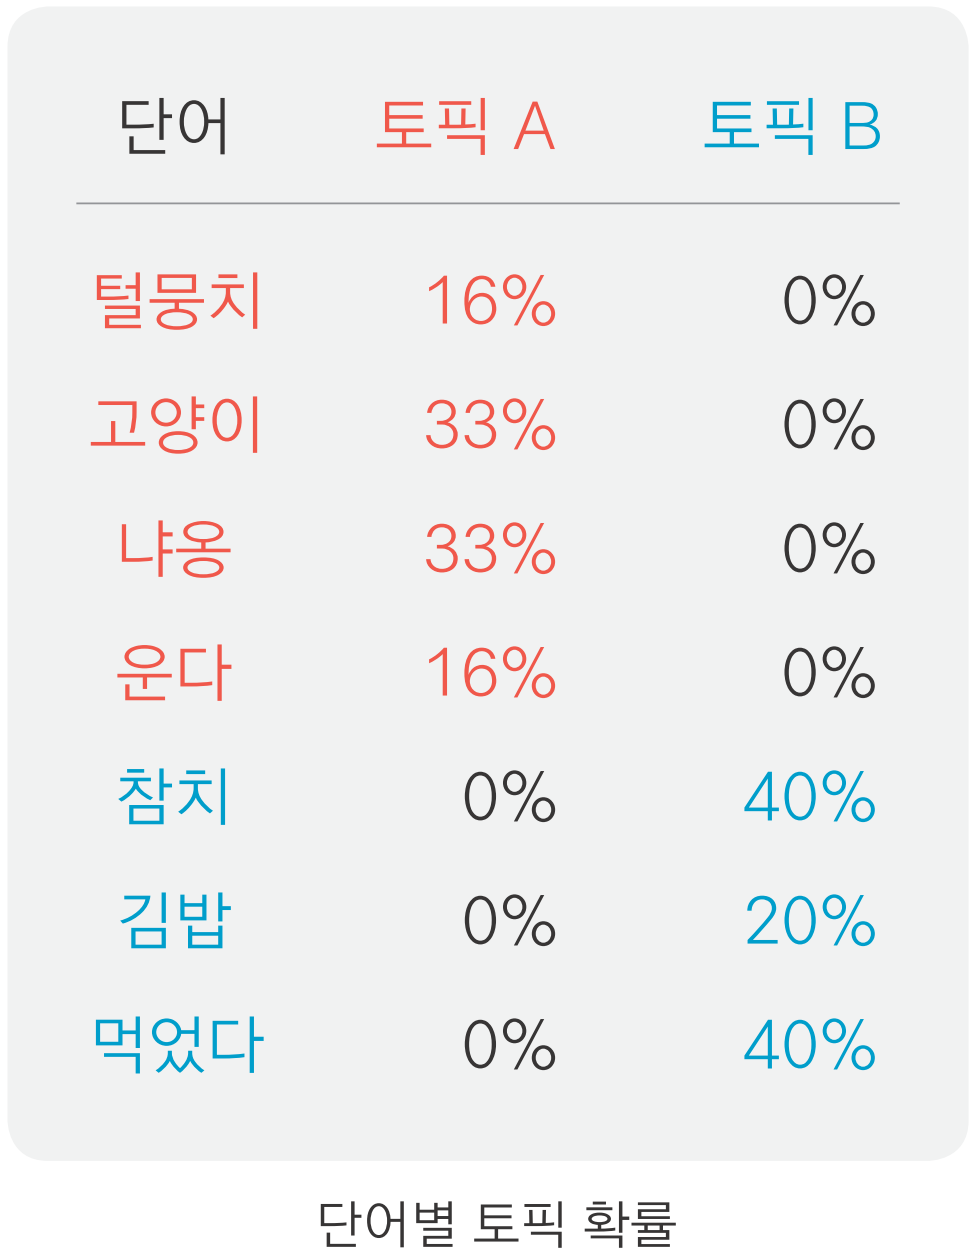 단어 토픽 A 토픽 B
털뭉치 16% 0%
고양이 33% 0%
냐옹 33% 0%
운다 16% 0%
참치 0% 40%
김밥 0% 20%
먹었다 0% 40%
단어별 토픽 확률